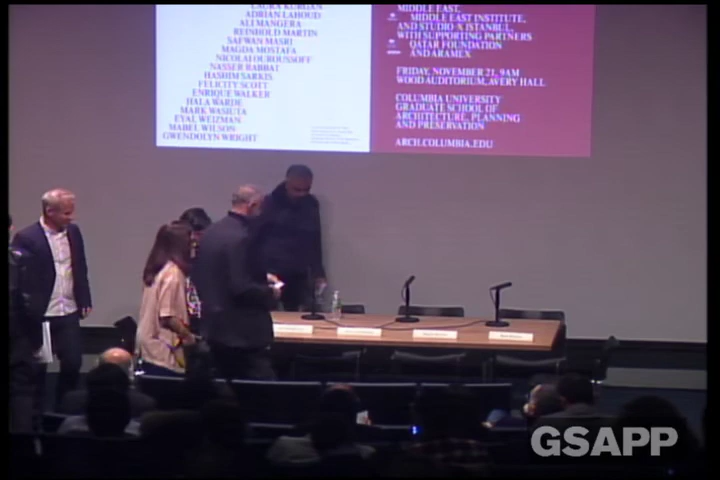 LAURA KURGAN
ADRIAN LAHOUD
ALI MANGERA
REINHOLD MARTIN
SAFWAN MASRI
MAGDA MOSTAFA
NICOLAI OUROUSSOFF
NASSER RABBAT
HASHIM SARKIS
FELICITY SCOTT
ENRIQUE WALKER
HALA WARDE
MARK WASIUTA
EYAL WEIZMAN
MABEL WILSON
GWENDOLYN WRIGHT
MIDDLE EAST,
MIDDLE EAST INSTITUTE,
AND STUDIO-X ISTANBUL,
WITH SUPPORTING PARTNERS
QATAR FOUNDATION
AND ARAMEX
FRIDAY, NOVEMBER 21, 9AM
WOOD AUDITORIUM, AVERY HALL
COLUMBIA UNIVERSITY
GRADUATE SCHOOL OF
ARCHITECTURE, PLANNING
AND PRESERVATION
ARCH.COLUMBIA.EDU
GSAPP